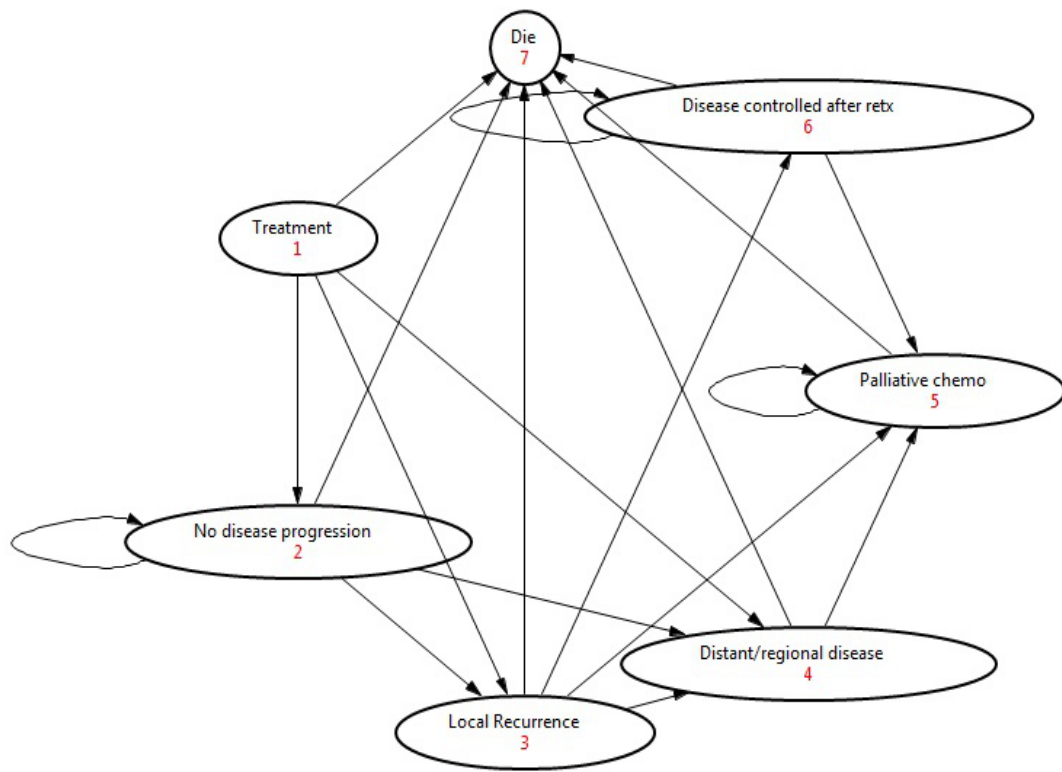 Die
7
Disease controlled after retx
6
Treatment
1
Palliative chemo
5
No disease progression
2
Distant/regional disease
4
Local Recurrence
3